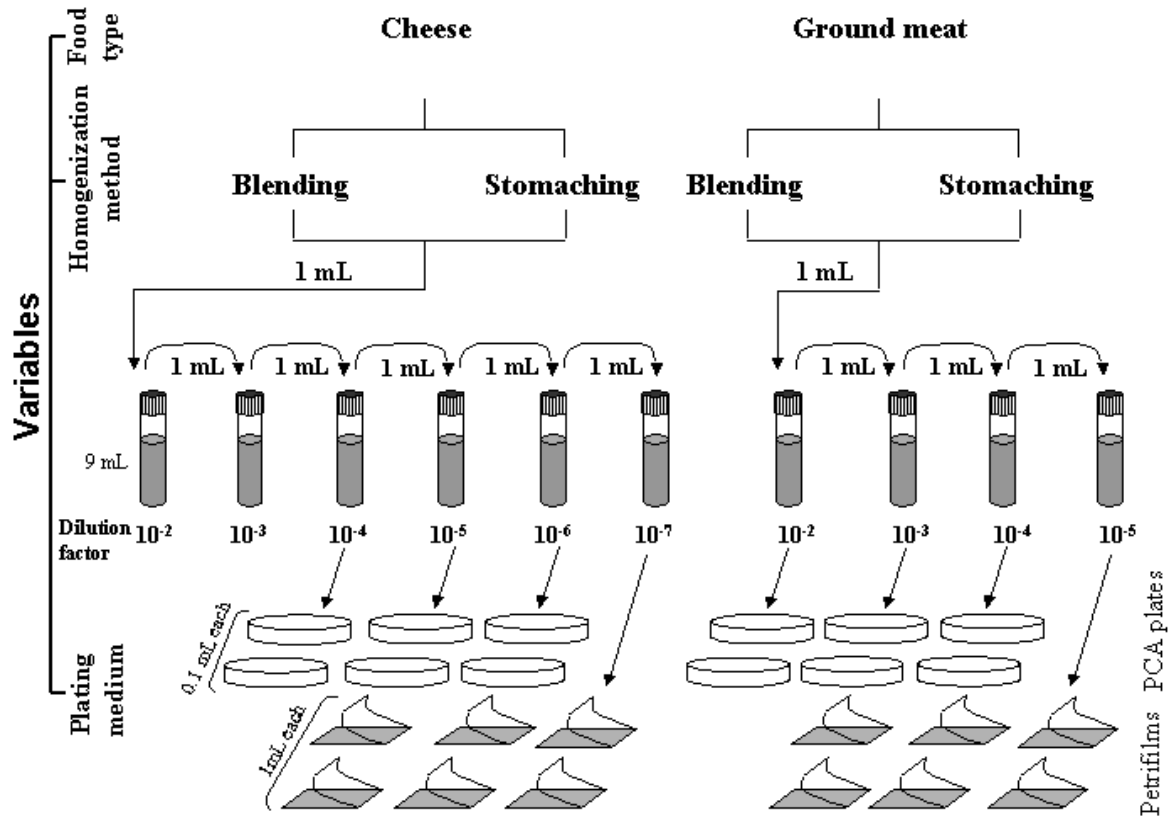 Variables
Food type
Homogenization method
Plating medium
Cheese
Ground meat
Blending
Stomaching
Blending
Stomaching
1 mL
1 mL
1 mL
1 mL
1 mL
1 mL
1 mL
1 mL
1 mL
1 mL
9 mL
Dilution factor
10⁻² 10⁻³ 10⁻⁴ 10⁻⁵ 10⁻⁶ 10⁻⁷
10⁻² 10⁻³ 10⁻⁴ 10⁻⁵
0.1 mL each
1mL each
PCA plates
Petrifilms